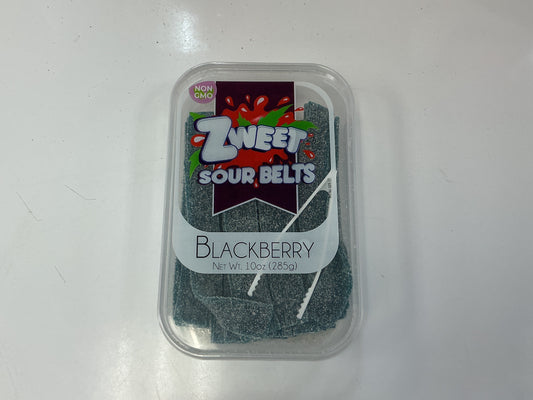 NON
GMO
ZWEET
SOUR BELTS
BLACKBERRY
NET WT. 10OZ (285g)